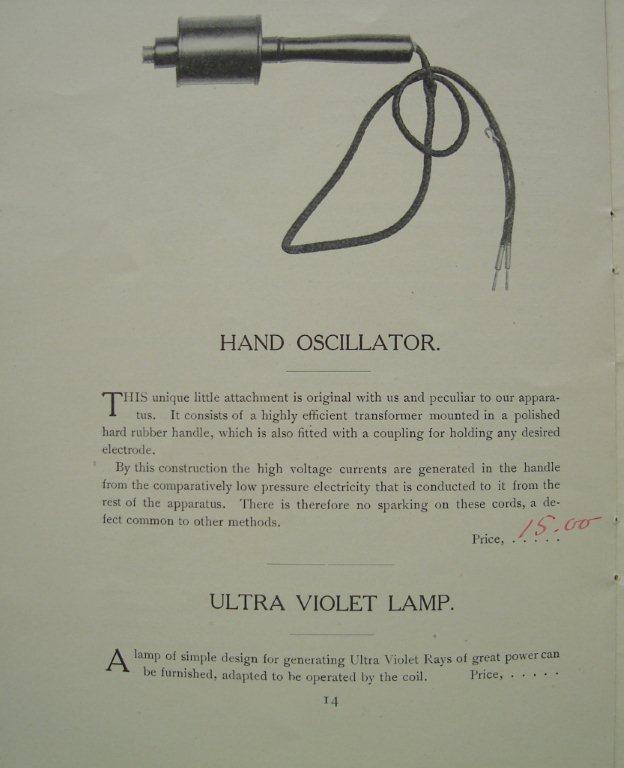 HAND OSCILLATOR.
THIS unique little attachment is original with us and peculiar to our appara-
tus. It consists of a highly efficient transformer mounted in a polished
hard rubber handle, which is also fitted with a coupling for holding any desired
electrode.
By this construction the high voltage currents are generated in the handle
from the comparatively low pressure electricity that is conducted to it from the
rest of the apparatus. There is therefore no sparking on these cords, a de-
fect common to other methods.
Price, . . . . . 15.00
ULTRA VIOLET LAMP.
A lamp of simple design for generating Ultra Violet Rays of great power can
be furnished, adapted to be operated by the coil. Price, . . . . .
14